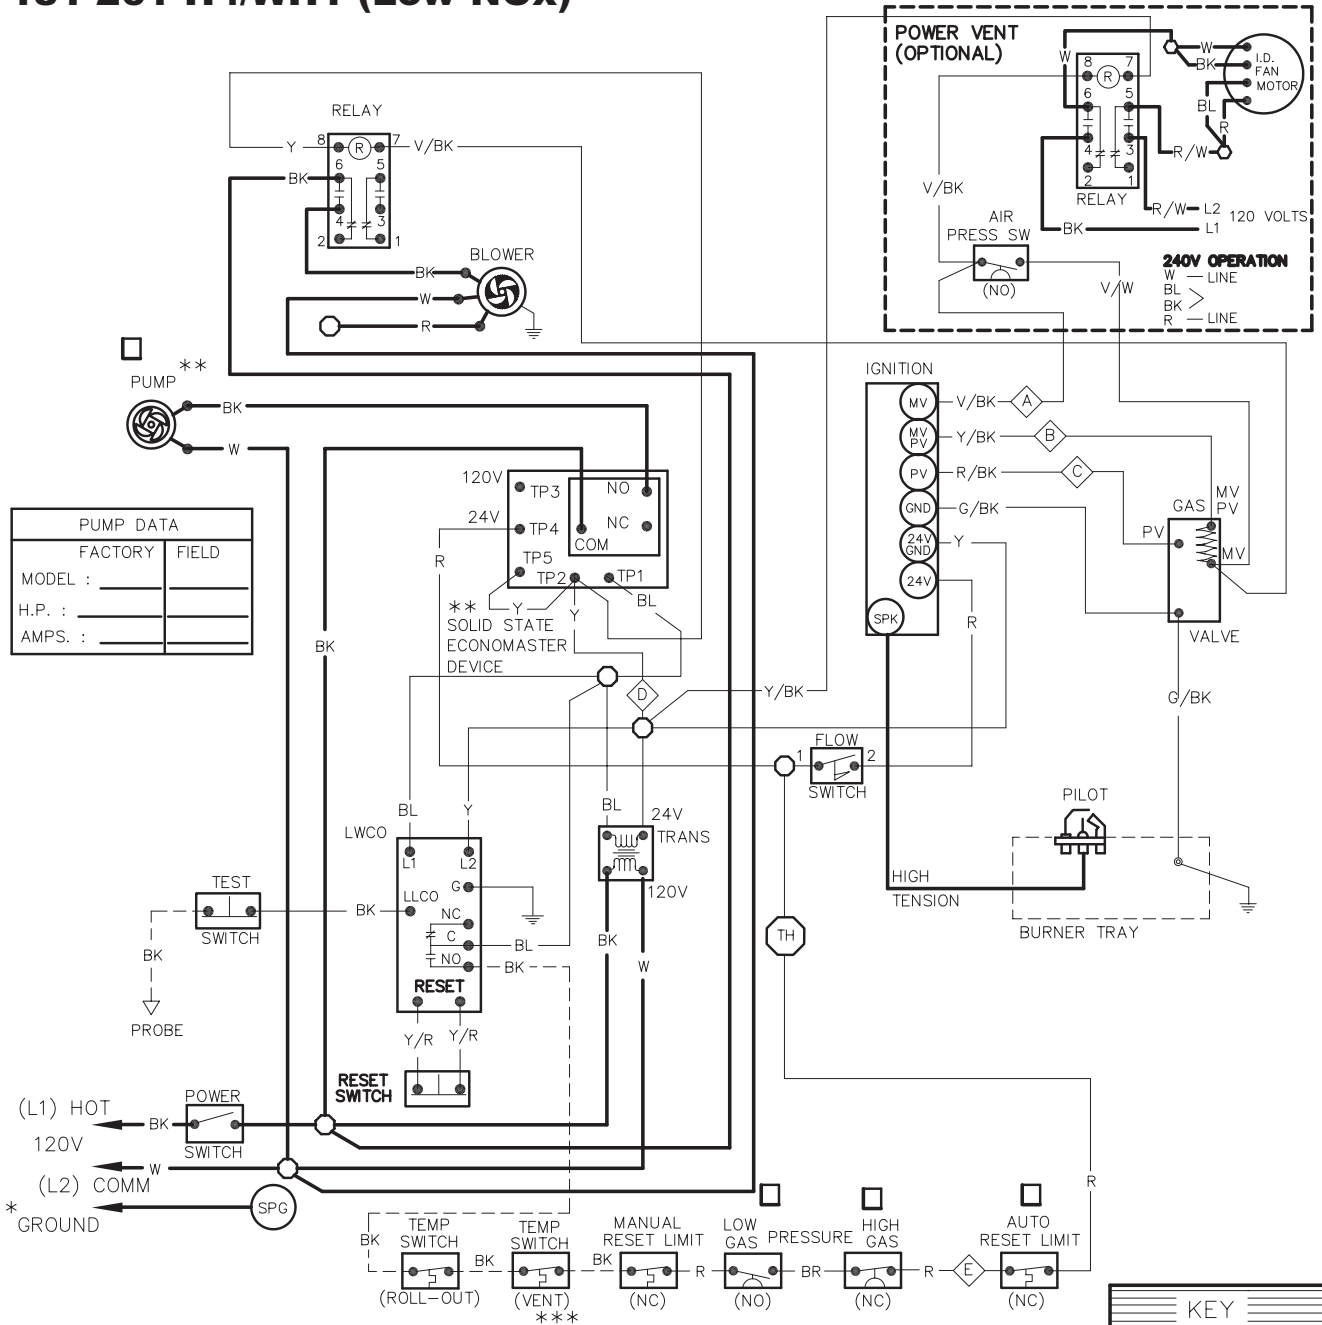 POWER VENT
(OPTIONAL)
W
W
BK
I.D.
FAN
MOTOR
BL
R
8
7
R
6
5
4
3
2
1
RELAY
R/W
R/W
L2
120 VOLTS
BK
L1
V/BK
AIR
PRESS SW
(NO)
V/W
240V OPERATION
W — LINE
BL
BK
R — LINE
RELAY
Y
8
R
7
V/BK
BK
6
5
4
3
2
1
BLOWER
BK
W
R
PUMP
**
BK
W
IGNITION
MV
V/BK
A
MV
PV
Y/BK
B
PV
R/BK
C
GND
G/BK
24V
GND
Y
24V
R
SPK
GAS
MV
PV
PV
MV
VALVE
G/BK
120V
TP3
NO
24V
TP4
NC
COM
R
TP5
TP2
TP1
Y
Y
BL
**
SOLID STATE
ECONOMASTER
DEVICE
D
Y/BK
PUMP DATA
FACTORY
FIELD
MODEL :
H.P. :
AMPS. :
BK
FLOW
1
2
SWITCH
BL
Y
BL
24V
TRANS
120V
LWCO
L1
L2
LLCO
G
NC
C
NO
BL
BK
RESET
Y/R
Y/R
RESET
SWITCH
TEST
SWITCH
BK
BK
PROBE
BK
W
TH
PILOT
HIGH
TENSION
BURNER TRAY
(L1) HOT
120V
BK
POWER
SWITCH
W
(L2) COMM
*
GROUND
SPG
R
BK
TEMP
SWITCH
(ROLL-OUT)
BK
TEMP
SWITCH
(VENT)
***
BK
MANUAL
RESET LIMIT
(NC)
R
LOW
GAS
PRESSURE
(NO)
BR
HIGH
GAS
(NC)
R
E
AUTO
RESET LIMIT
(NC)
KEY